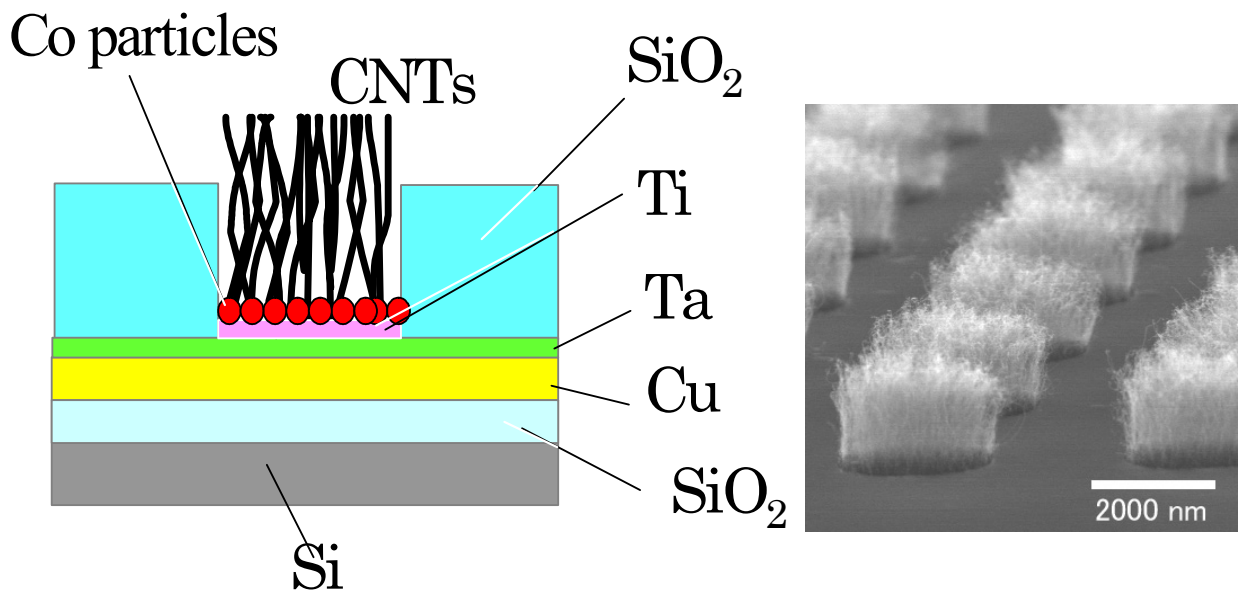 Co particles
CNTs
SiO₂
Ti
Ta
Cu
SiO₂
Si
2000 nm